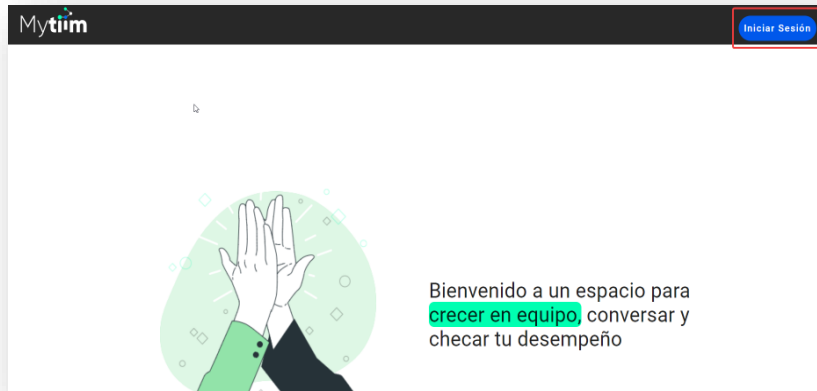 Mytiim
Iniciar Sesión
Bienvenido a un espacio para
crecer en equipo, conversar y
checar tu desempeño